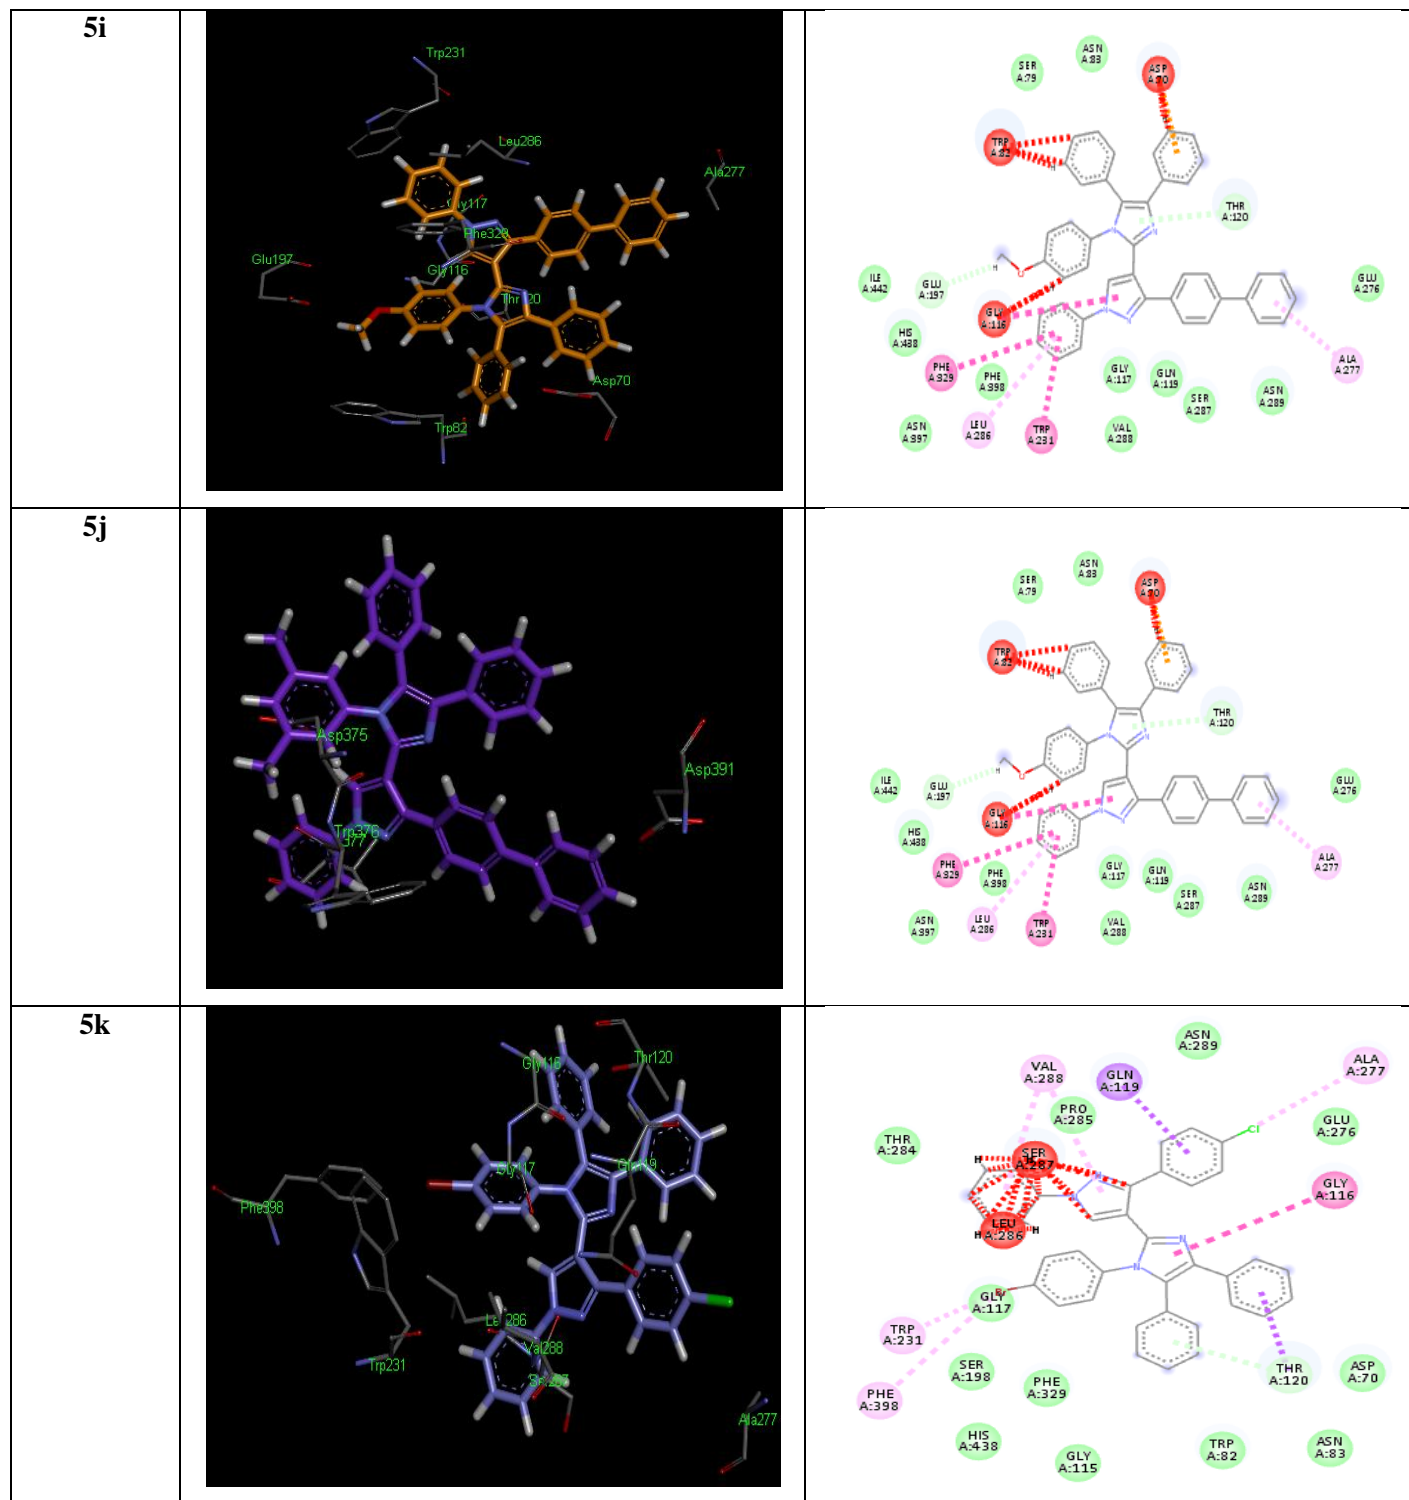 5i
Trp231
Leu286
Ala277
Gly117
Phe329
Glu197
Gly116
Thr120
Asp70
Trp82
SER
A:79
ASN
A:83
ASP
A:70
TRP
A:82
H
H
THR
A:120
N
N
H
O
ILE
A:442
GLU
A:197
GLU
A:276
GLY
A:116
H
N
N
HIS
A:438
PHE
A:329
PHE
A:398
GLY
A:117
GLN
A:119
SER
A:287
ASN
A:289
ALA
A:277
ASN
A:397
LEU
A:286
TRP
A:231
VAL
A:288
5j
Asp375
Asp391
Trp376
377
SER
A:79
ASN
A:83
ASP
A:70
TRP
A:82
H
H
THR
A:120
N
N
H
O
ILE
A:442
GLU
A:197
GLU
A:276
GLY
A:116
H
N
N
HIS
A:438
PHE
A:329
PHE
A:398
GLY
A:117
GLN
A:119
SER
A:287
ASN
A:289
ALA
A:277
ASN
A:397
LEU
A:286
TRP
A:231
VAL
A:288
5k
Gly116
Thr120
Gly117
Gln119
Phe398
Leu286
Val288
Trp231
Ser287
Ala277
ASN
A:289
VAL
A:288
GLN
A:119
ALA
A:277
PRO
A:285
Cl
GLU
A:276
THR
A:284
H
SER
A:287
N
N
GLY
A:116
LEU
A:286
H
H
N
N
Br
GLY
A:117
TRP
A:231
SER
A:198
PHE
A:329
THR
A:120
ASP
A:70
PHE
A:398
HIS
A:438
GLY
A:115
TRP
A:82
ASN
A:83